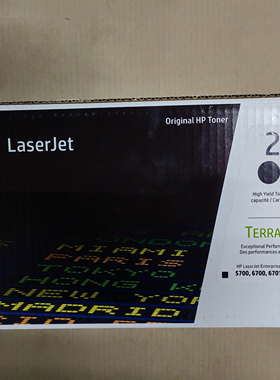 Original HP Toner
LaserJet
2
High Yield To
capacité / Car
TERRA
Exceptional Perform
Des performances e
HP LaserJet Enterprise
5700, 6700, 6701
MIAMI
PARIS
TOKYO
HONG K
NEW YOR
MADRID